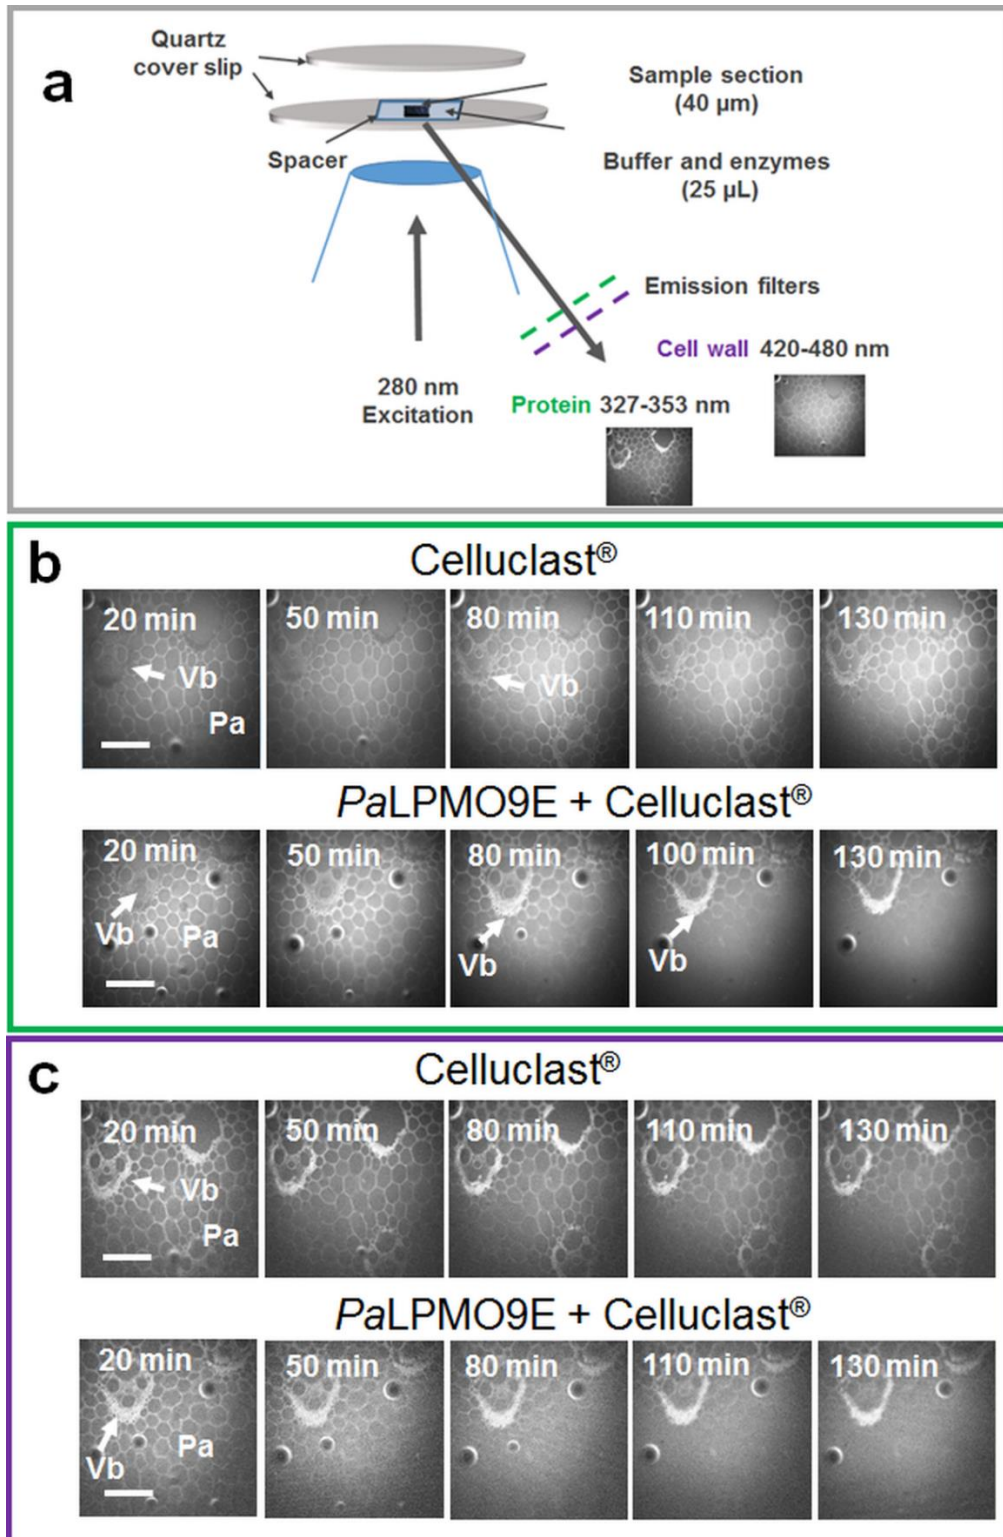 a
Quartz
cover slip
Spacer
Sample section
(40 µm)
Buffer and enzymes
(25 µL)
Emission filters
Cell wall 420-480 nm
280 nm
Excitation
Protein 327-353 nm
b
Celluclast®
20 min
50 min
80 min
110 min
130 min
Vb
Vb
Pa
PaLPMO9E + Celluclast®
20 min
50 min
80 min
100 min
130 min
Vb
Pa
Vb
Vb
c
Celluclast®
20 min
50 min
80 min
110 min
130 min
Vb
Pa
PaLPMO9E + Celluclast®
20 min
50 min
80 min
110 min
130 min
Pa
Vb